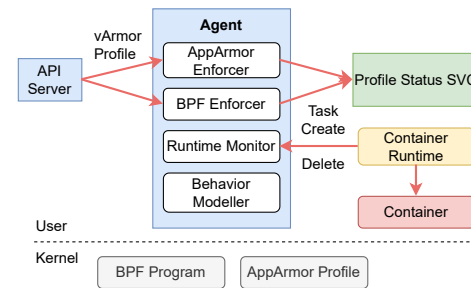 Agent
vArmor
Profile
API
Server
AppArmor
Enforcer
BPF Enforcer
Profile Status SVC
Task
Create
Runtime Monitor
Delete
Container
Runtime
Behavior
Modeller
Container
User
Kernel
BPF Program
AppArmor Profile